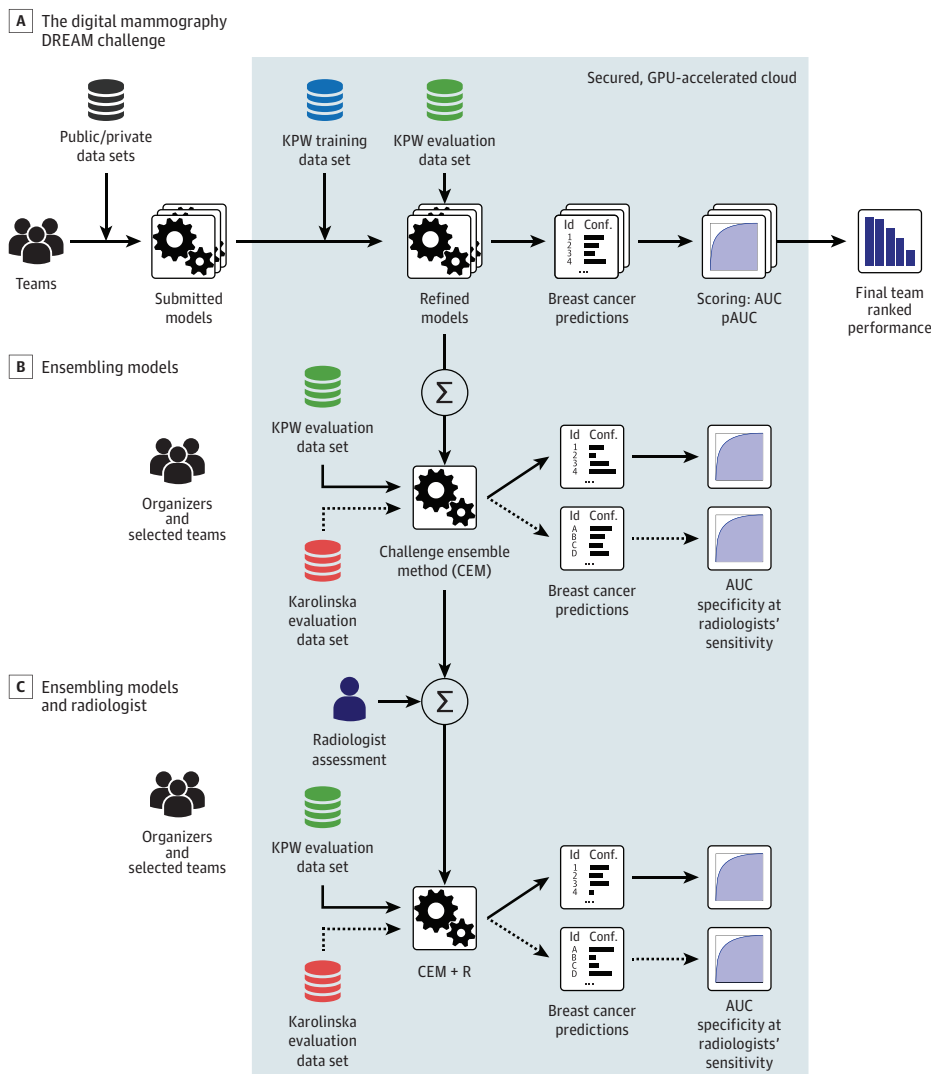 A The digital mammography
DREAM challenge
Secured, GPU-accelerated cloud
Public/private
data sets
KPW training
data set
KPW evaluation
data set
Teams
Submitted
models
Refined
models
Id Conf.
1
2
3
4
...
Breast cancer
predictions
Scoring: AUC
pAUC
Final team
ranked
performance
B Ensembling models
Σ
KPW evaluation
data set
Organizers
and
selected teams
Karolinska
evaluation
data set
Challenge ensemble
method (CEM)
Id Conf.
1
2
3
4
...
Id Conf.
A
B
C
D
...
Breast cancer
predictions
AUC
specificity at
radiologists’
sensitivity
C Ensembling models
and radiologist
Σ
Radiologist
assessment
Organizers
and
selected teams
KPW evaluation
data set
Karolinska
evaluation
data set
CEM + R
Id Conf.
1
2
3
4
...
Id Conf.
A
B
C
D
...
Breast cancer
predictions
AUC
specificity at
radiologists’
sensitivity